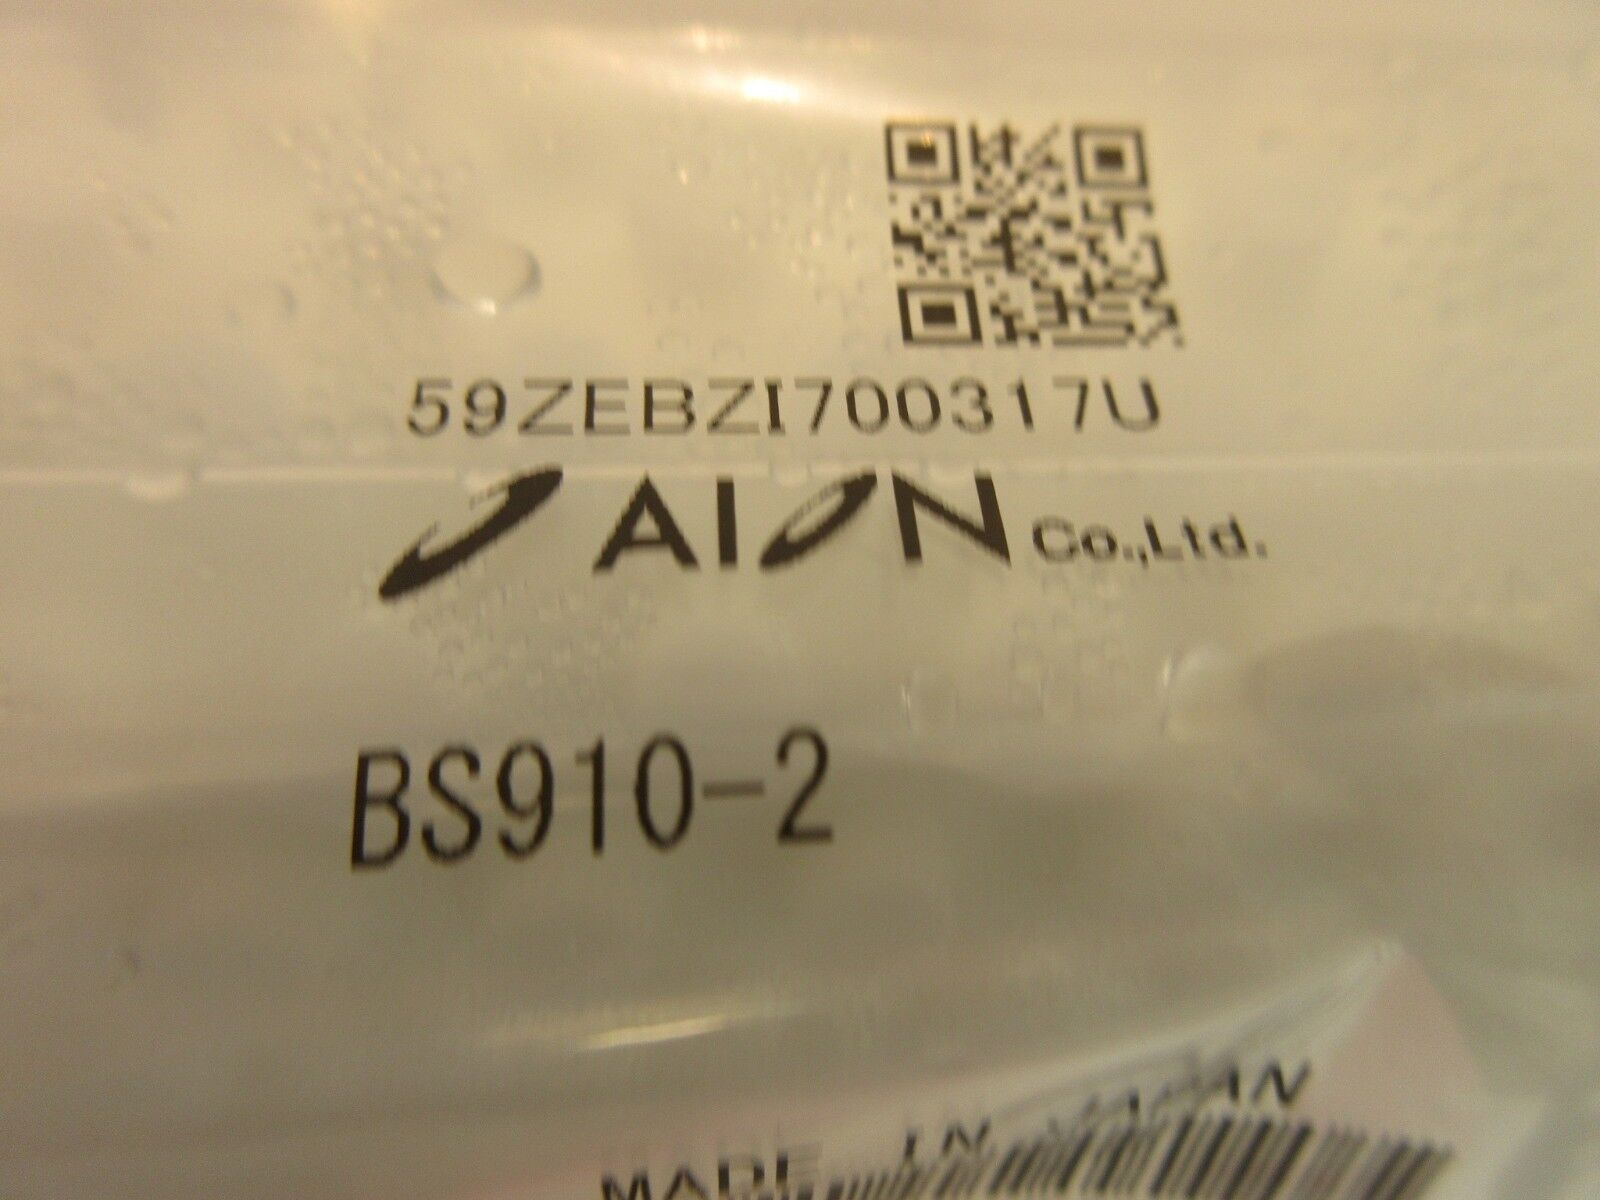 59ZEBZI700317U
AION Co.,Ltd.
BS910-2
MADE IN JAPAN